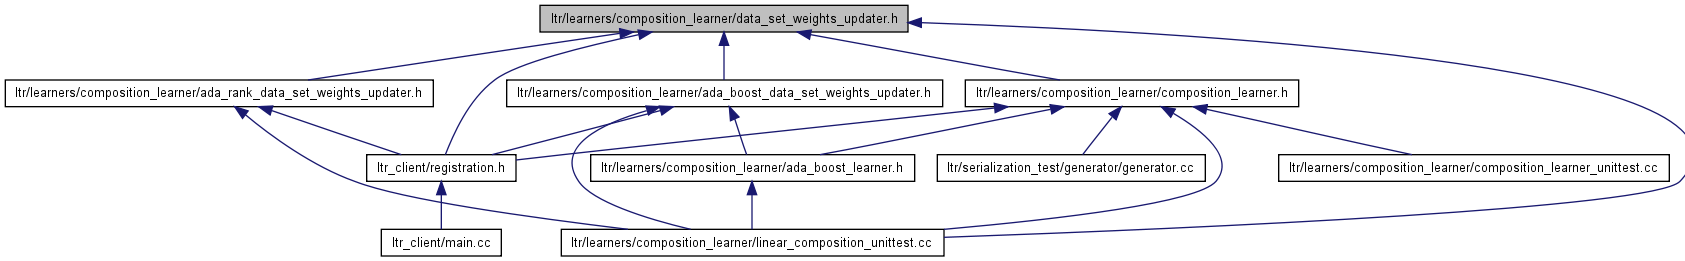 ltr/learners/composition_learner/data_set_weights_updater.h
ltr/learners/composition_learner/ada_rank_data_set_weights_updater.h
ltr/learners/composition_learner/ada_boost_data_set_weights_updater.h
ltr/learners/composition_learner/composition_learner.h
ltr_client/registration.h
ltr/learners/composition_learner/ada_boost_learner.h
ltr/serialization_test/generator/generator.cc
ltr/learners/composition_learner/composition_learner_unittest.cc
ltr_client/main.cc
ltr/learners/composition_learner/linear_composition_unittest.cc